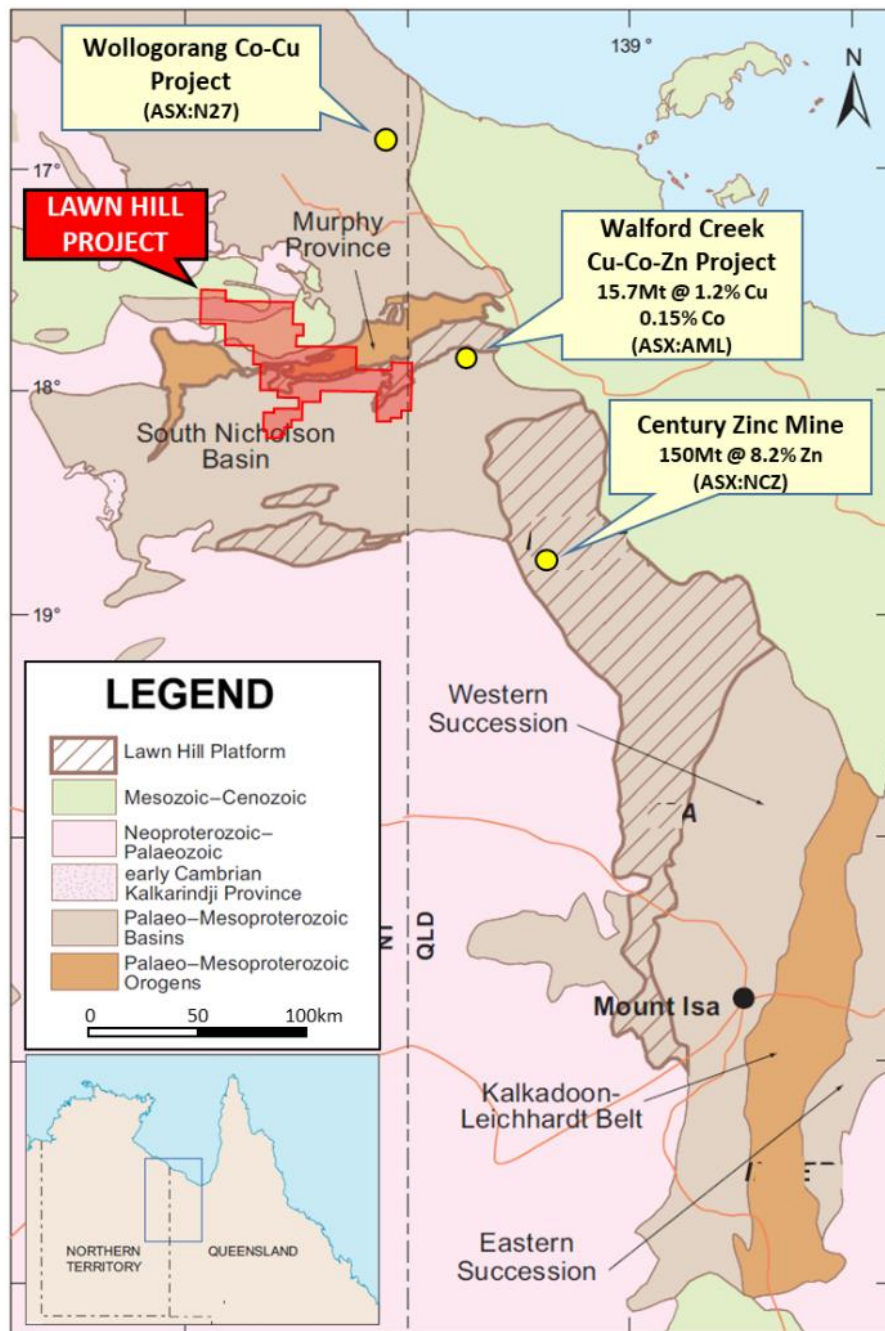 Wollogorang Co-Cu
Project
(ASX:N27)
139°
N
17°
LAWN HILL
PROJECT
Murphy
Province
Walford Creek
Cu-Co-Zn Project
15.7Mt @ 1.2% Cu
0.15% Co
(ASX:AML)
18°
South Nicholson
Basin
Century Zinc Mine
150Mt @ 8.2% Zn
(ASX:NCZ)
19°
LEGEND
Lawn Hill Platform
Mesozoic–Cenozoic
Neoproterozoic–
Palaeozoic
early Cambrian
Kalkarindji Province
Palaeo–Mesoproterozoic
Basins
Palaeo–Mesoproterozoic
Orogens
0 50 100km
Western
Succession
QLD
Mount Isa
Kalkadoon-
Leichhardt Belt
Eastern
Succession
NORTHERN
TERRITORY
QUEENSLAND